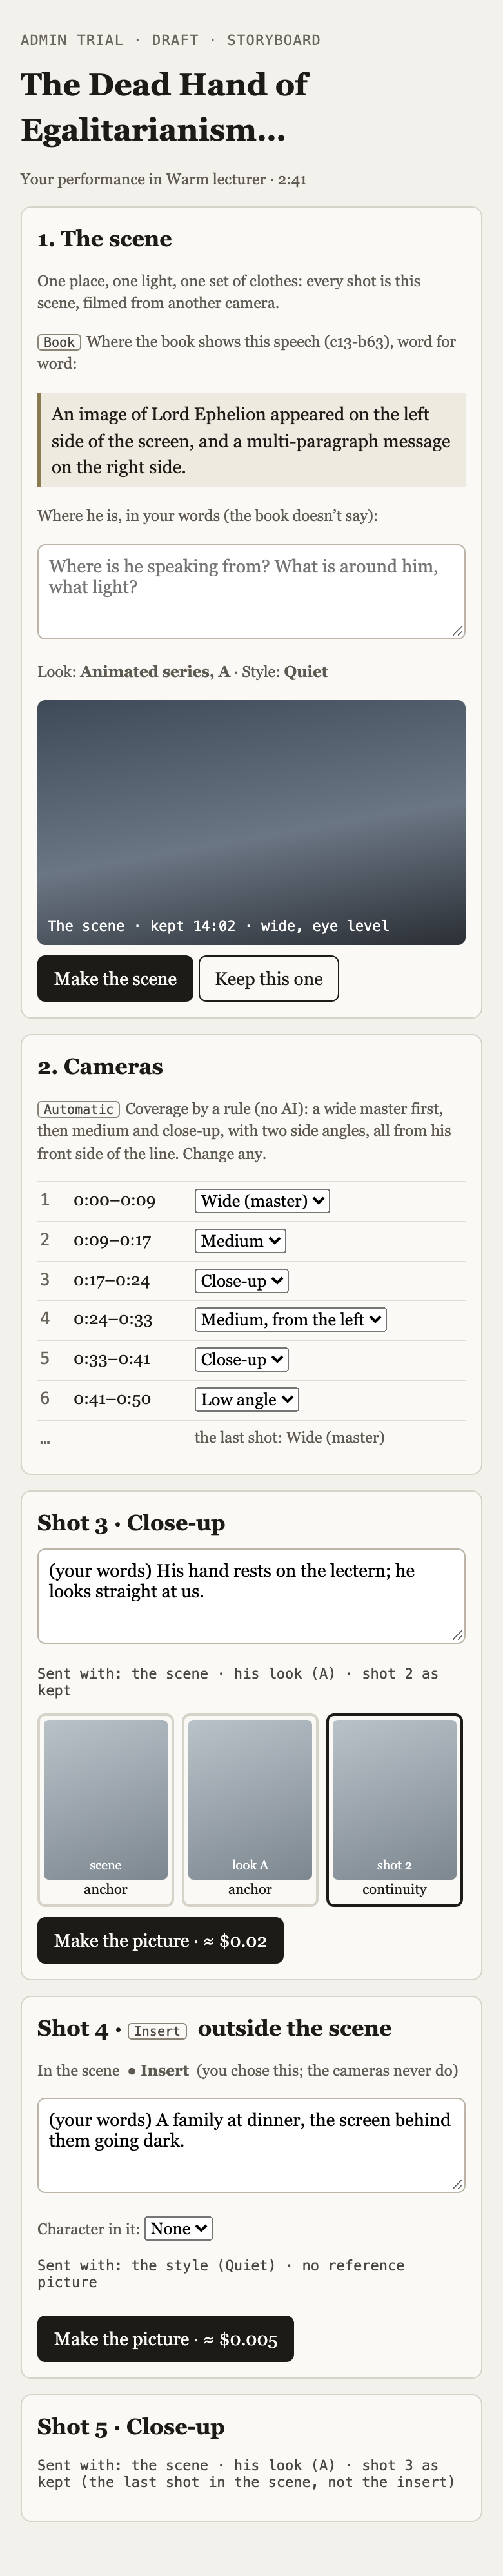 ADMIN TRIAL · DRAFT · STORYBOARD
The Dead Hand of
Egalitarianism…
Your performance in Warm lecturer · 2:41
1. The scene
One place, one light, one set of clothes: every shot is this
scene, filmed from another camera.
Book Where the book shows this speech (c13-b63), word for
word:
An image of Lord Ephelion appeared on the left
side of the screen, and a multi-paragraph message
on the right side.
Where he is, in your words (the book doesn’t say):
Where is he speaking from? What is around him,
what light?
Look: Animated series, A · Style: Quiet
The scene · kept 14:02 · wide, eye level
Make the scene
Keep this one
2. Cameras
Automatic Coverage by a rule (no AI): a wide master first,
then medium and close-up, with two side angles, all from his
front side of the line. Change any.
1 0:00–0:09 Wide (master)
2 0:09–0:17 Medium
3 0:17–0:24 Close-up
4 0:24–0:33 Medium, from the left
5 0:33–0:41 Close-up
6 0:41–0:50 Low angle
… the last shot: Wide (master)
Shot 3 · Close-up
(your words) His hand rests on the lectern; he
looks straight at us.
Sent with: the scene · his look (A) · shot 2 as
kept
scene
anchor
look A
anchor
shot 2
continuity
Make the picture · ≈ $0.02
Shot 4 · Insert outside the scene
In the scene ● Insert (you chose this; the cameras never do)
(your words) A family at dinner, the screen behind
them going dark.
Character in it: None
Sent with: the style (Quiet) · no reference
picture
Make the picture · ≈ $0.005
Shot 5 · Close-up
Sent with: the scene · his look (A) · shot 3 as
kept (the last shot in the scene, not the insert)